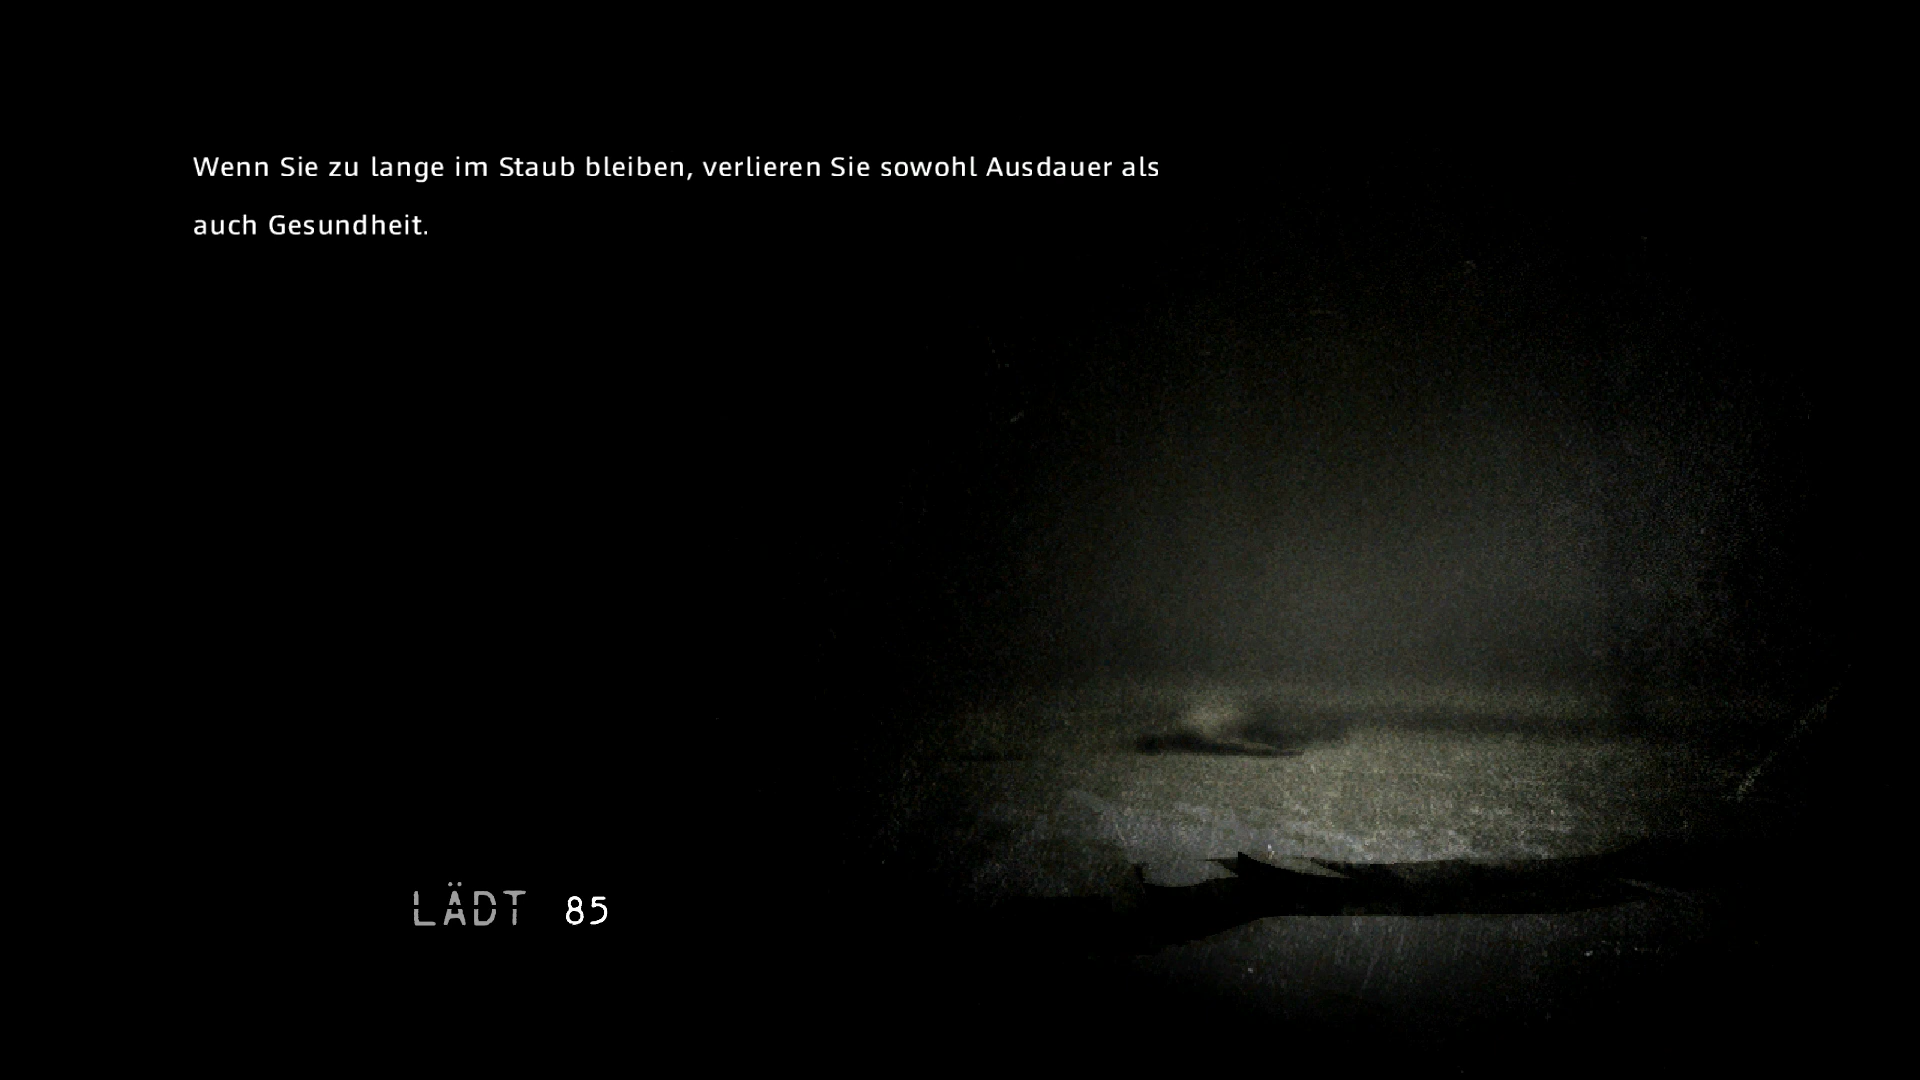 Wenn Sie zu lange im Staub bleiben, verlieren Sie sowohl Ausdauer als
auch Gesundheit.
LÄDT 85